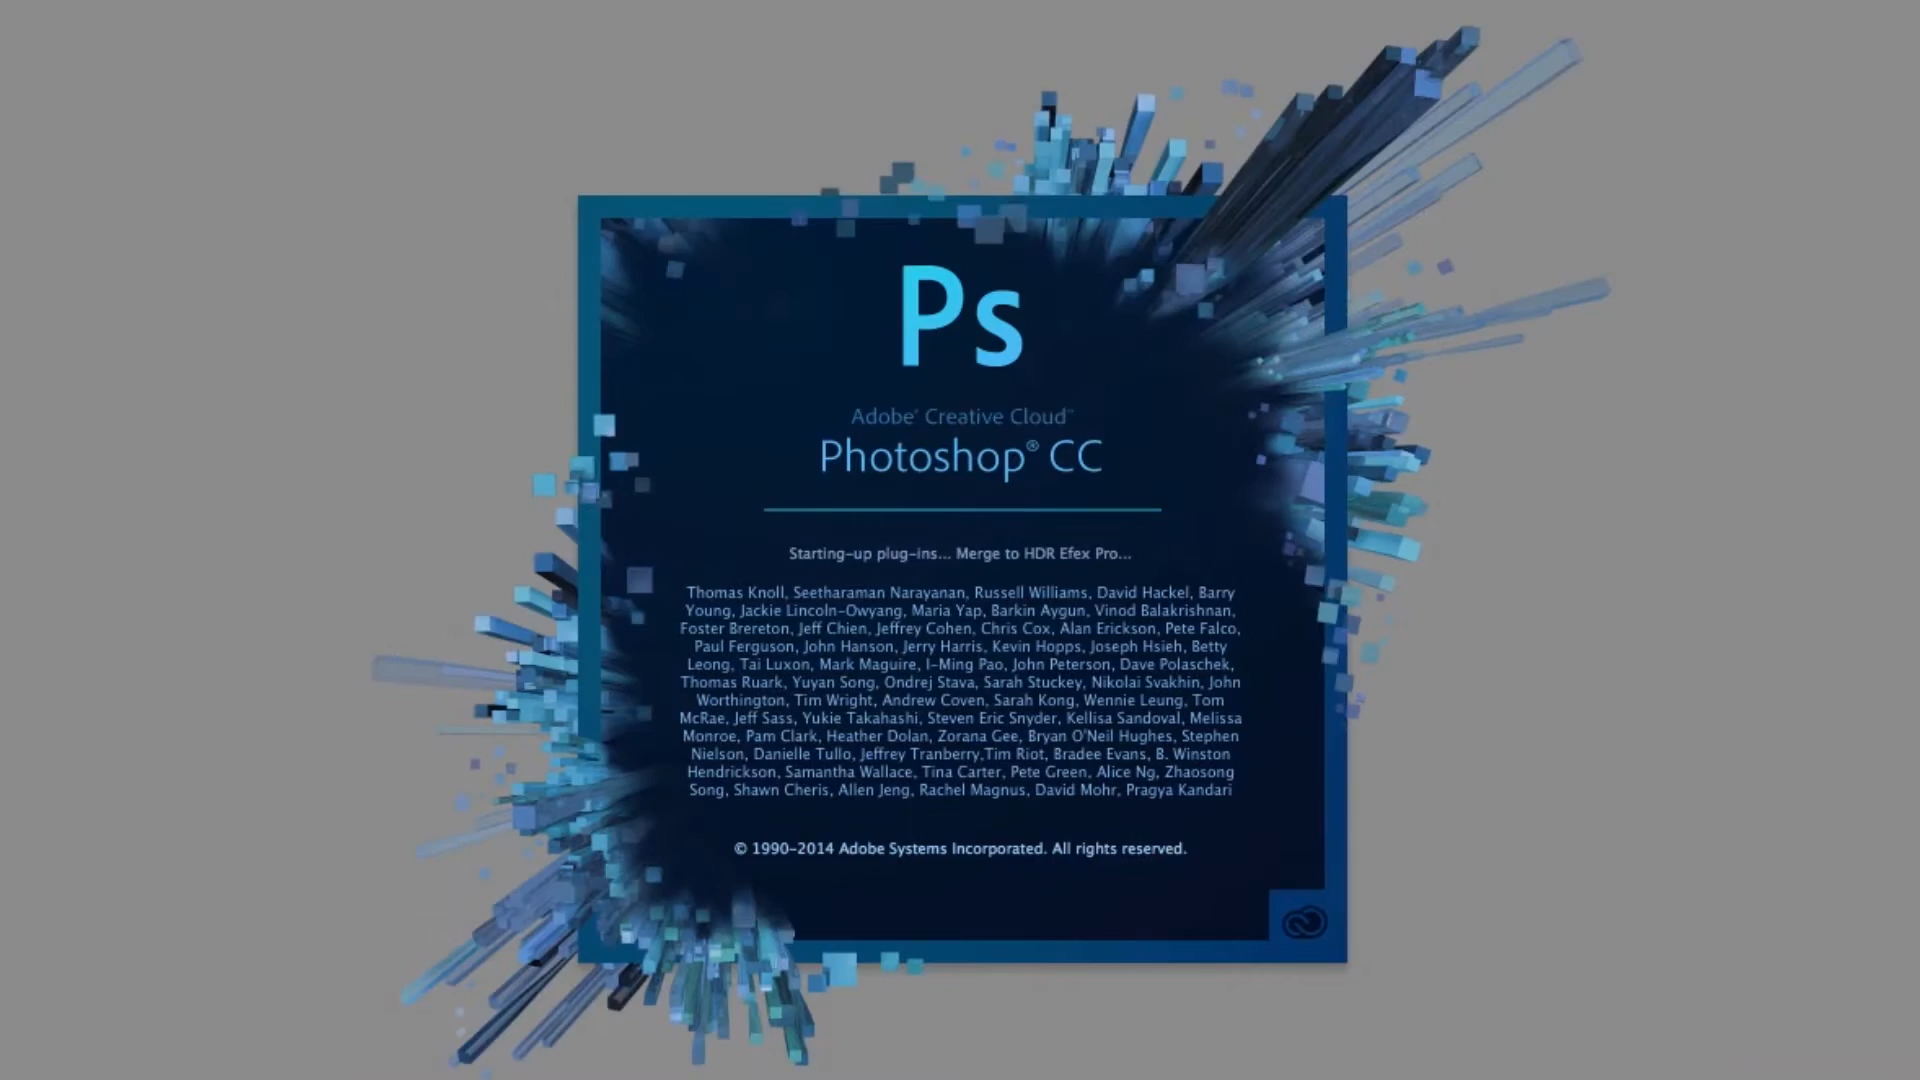 Ps
Adobe® Creative Cloud™
Photoshop® CC
Starting-up plug-ins... Merge to HDR Efex Pro...
Thomas Knoll, Seetharaman Narayanan, Russell Williams, David Hackel, Barry
Young, Jackie Lincoln-Owyang, Maria Yap, Barkin Aygun, Vinod Balakrishnan,
Foster Brereton, Jeff Chien, Jeffrey Cohen, Chris Cox, Alan Erickson, Pete Falco,
Paul Ferguson, John Hanson, Jerry Harris, Kevin Hopps, Joseph Hsieh, Betty
Leong, Tai Luxon, Mark Maguire, I-Ming Pao, John Peterson, Dave Polaschek,
Thomas Ruark, Yuyan Song, Ondrej Stava, Sarah Stuckey, Nikolai Svakhin, John
Worthington, Tim Wright, Andrew Coven, Sarah Kong, Wennie Leung, Tom
McRae, Jeff Sass, Yukie Takahashi, Steven Eric Snyder, Kellisa Sandoval, Melissa
Monroe, Pam Clark, Heather Dolan, Zorana Gee, Bryan O'Neil Hughes, Stephen
Nielson, Danielle Tullo, Jeffrey Tranberry,Tim Riot, Bradee Evans, B. Winston
Hendrickson, Samantha Wallace, Tina Carter, Pete Green, Alice Ng, Zhaosong
Song, Shawn Cheris, Allen Jeng, Rachel Magnus, David Mohr, Pragya Kandari
© 1990-2014 Adobe Systems Incorporated. All rights reserved.